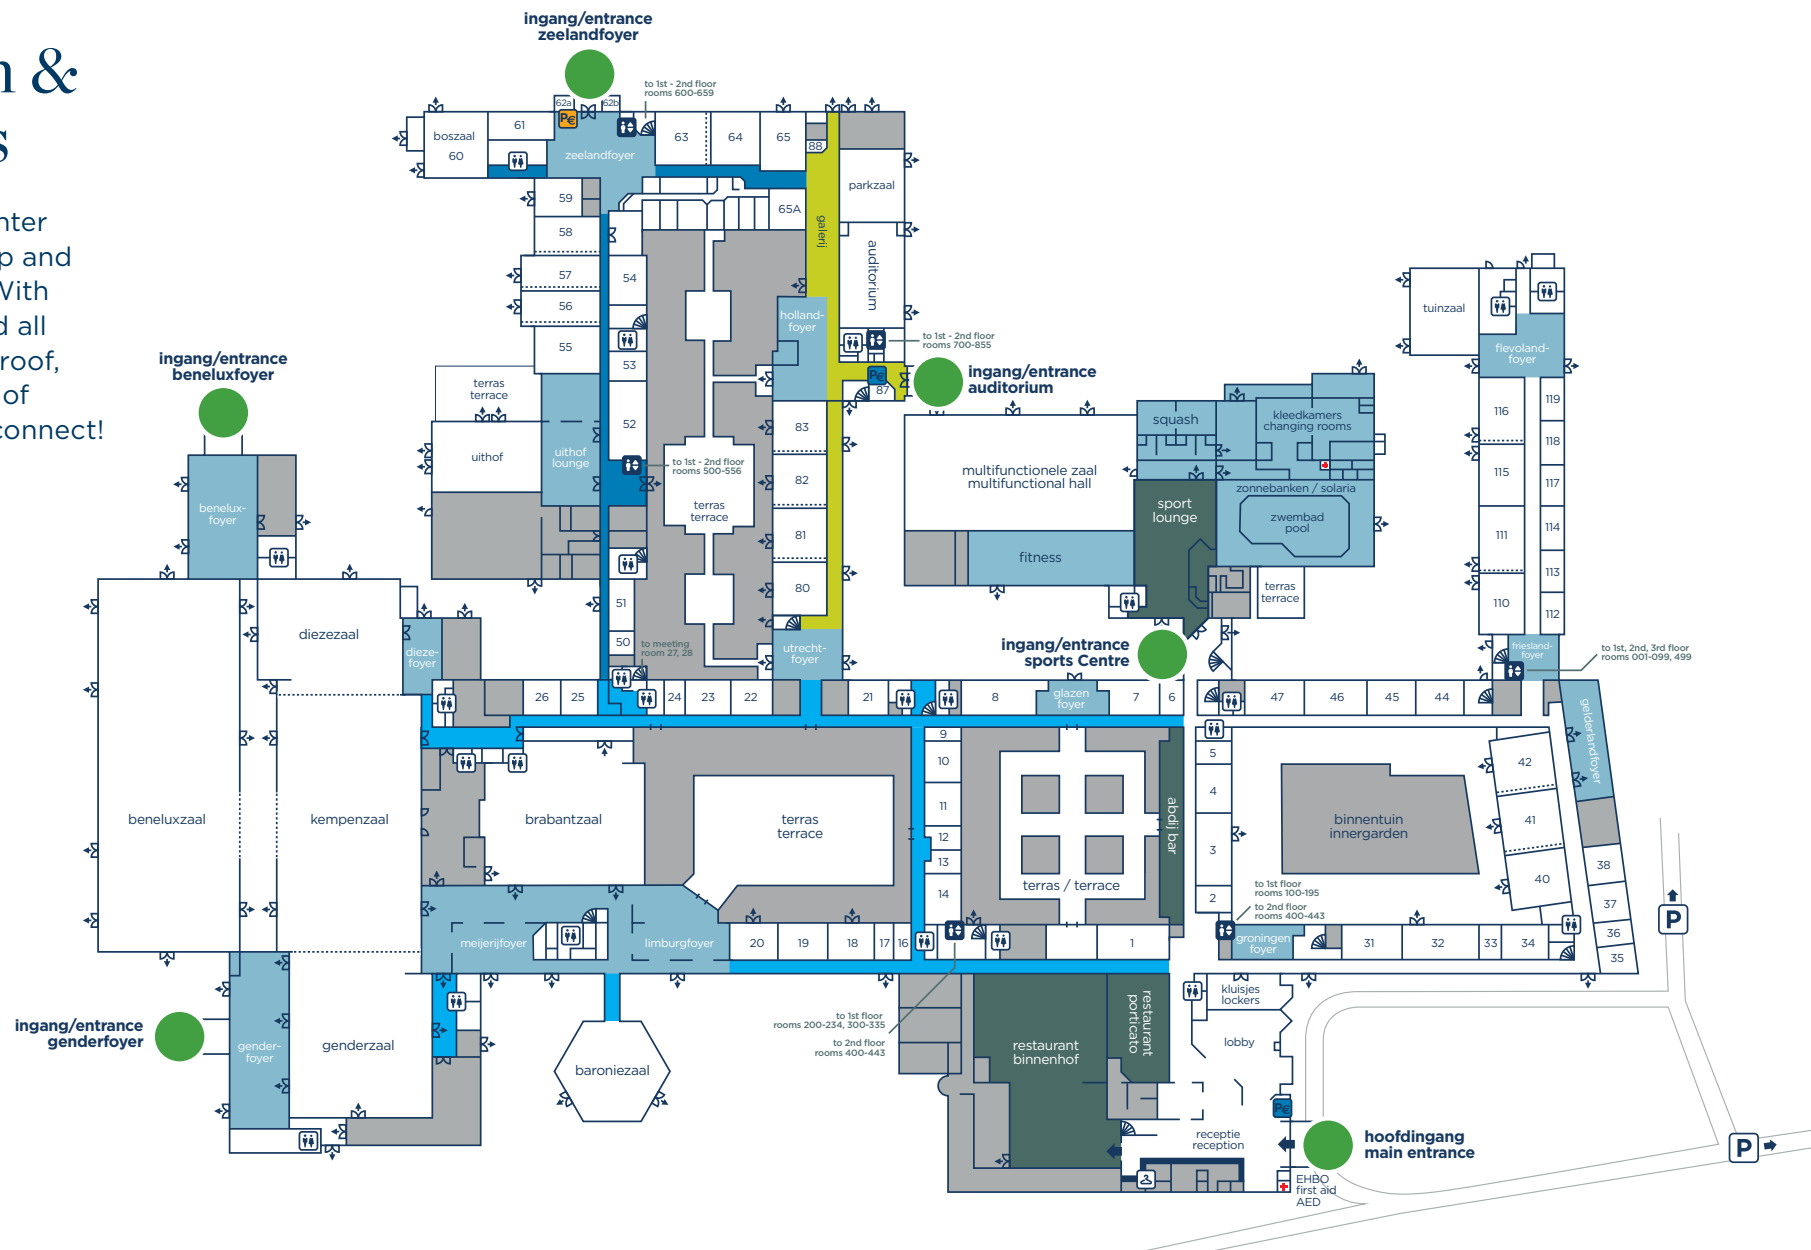 n &
s
nter
p and
With
d all
roof,
of
connect!
ingang/entrance
zeelandfoyer
to 1st - 2nd floor
rooms 600-659
62a
62b
P€
boszaal
60
61
zeelandfoyer
63
64
65
88
parkzaal
59
65A
58
galerij
auditorium
57
54
56
holland-
foyer
55
53
to 1st - 2nd floor
rooms 700-855
P€
87
ingang/entrance
auditorium
ingang/entrance
beneluxfoyer
terras
terrace
52
uithof
uithof
lounge
to 1st - 2nd floor
rooms 500-556
terras
terrace
83
82
81
80
51
50
to meeting
room 27, 28
utrecht-
foyer
multifunctionele zaal
multifunctional hall
squash
kleedkamers
changing rooms
zonnebanken / solaria
sport
lounge
zwembad
pool
fitness
terras
terrace
ingang/entrance
sports Centre
tuinzaal
flevoland-
foyer
116
119
118
115
117
111
114
113
110
112
friesland-
foyer
to 1st, 2nd, 3rd floor
rooms 001-099, 499
benelux-
foyer
diezezaal
dieze-
foyer
26
25
24
23
22
21
8
glazen
foyer
7
6
47
46
45
44
gelderlandfoyer
beneluxzaal
kempenzaal
brabantzaal
terras
terrace
9
10
11
12
13
14
terras / terrace
abdij bar
5
4
3
2
binnentuin
innergarden
42
41
40
38
37
36
35
to 1st floor
rooms 100-195
to 2nd floor
rooms 400-443
P
meijerijfoyer
limburgfoyer
20
19
18
17
16
1
groningen
foyer
31
32
33
34
ingang/entrance
genderfoyer
gender-
foyer
genderzaal
baroniezaal
to 1st floor
rooms 200-234, 300-335
to 2nd floor
rooms 400-443
restaurant
binnenhof
restaurant
porticato
kluisjes
lockers
lobby
P€
receptie
reception
hoofdingang
main entrance
EHBO
first aid
AED
P